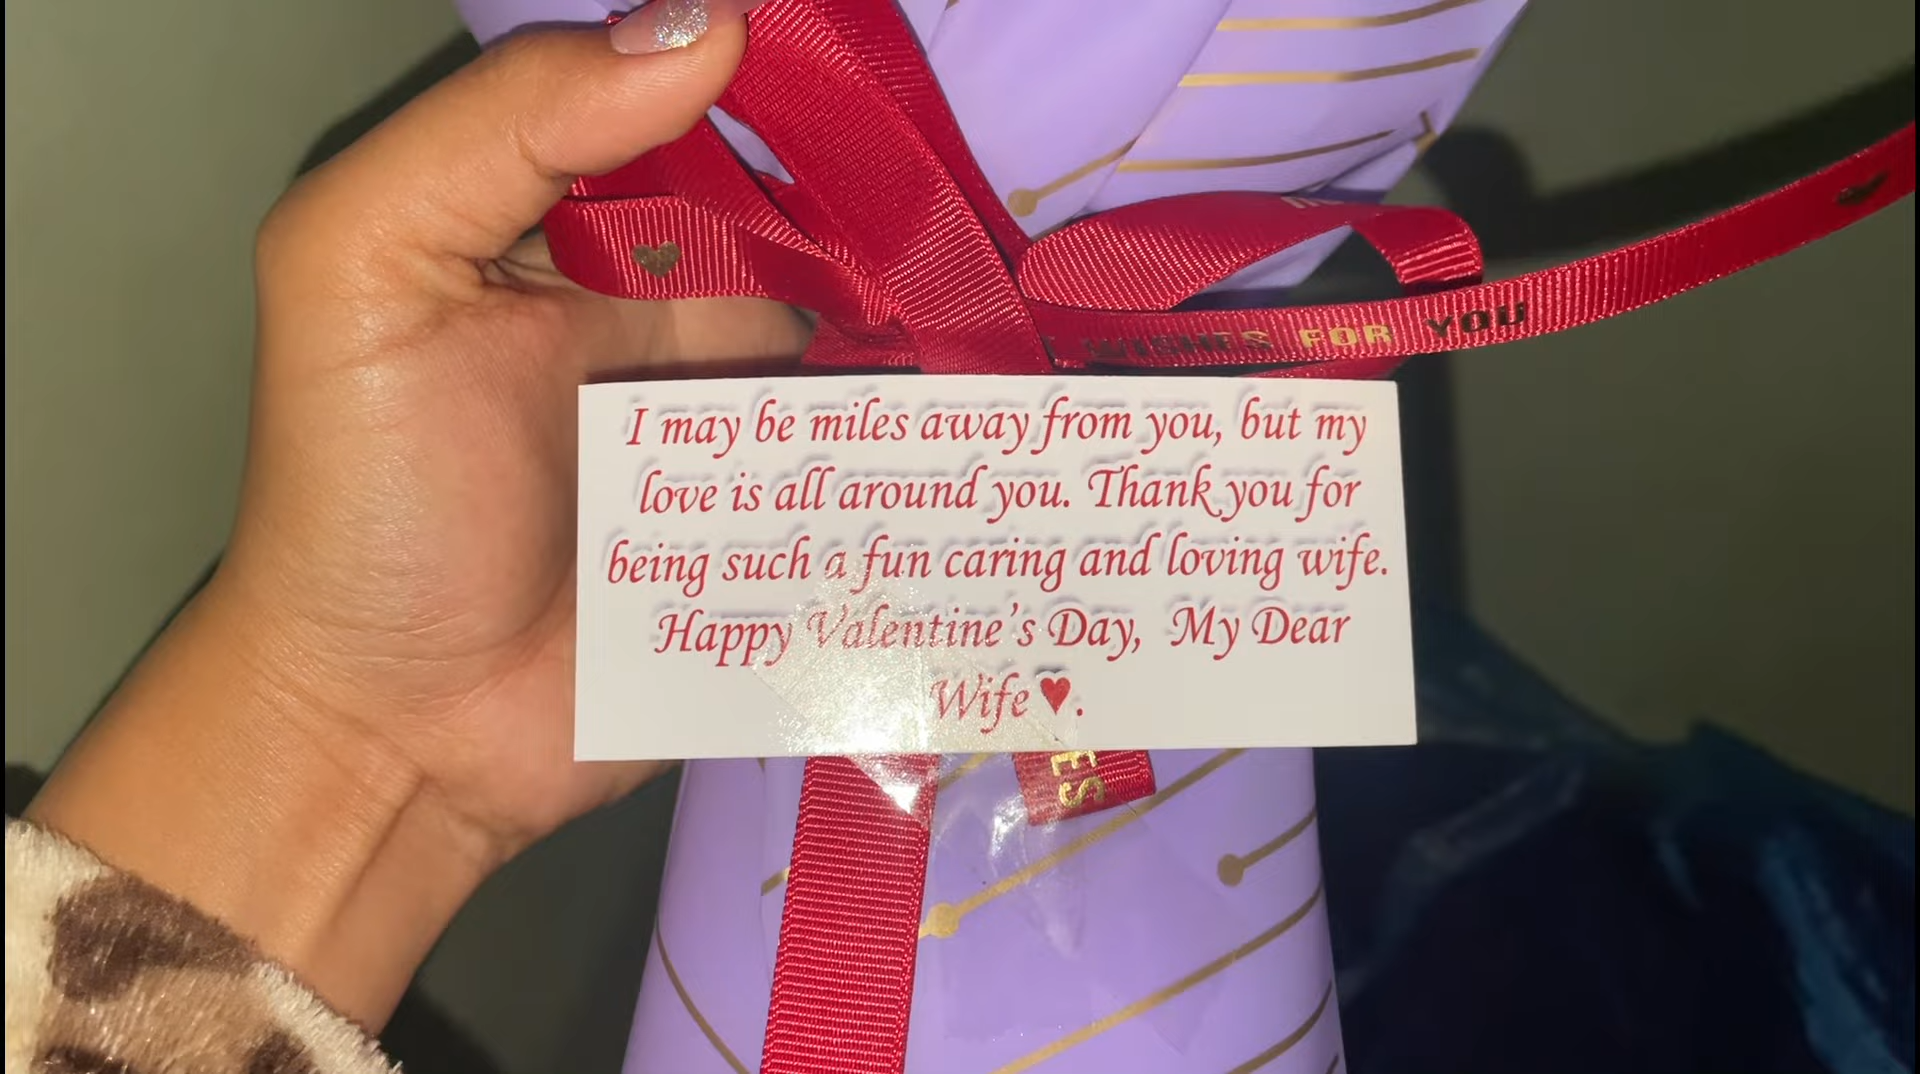 WISHES FOR YOU
I may be miles away from you, but my
love is all around you. Thank you for
being such a fun caring and loving wife.
Happy Valentine's Day, My Dear
Wife ♥.
ES